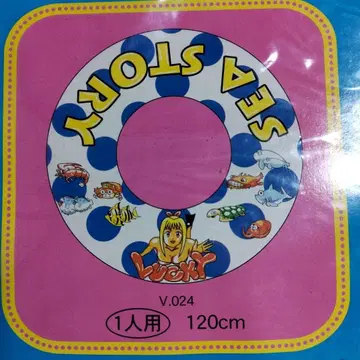 SEA STORY
LUCKY
V.024
1人用 120cm